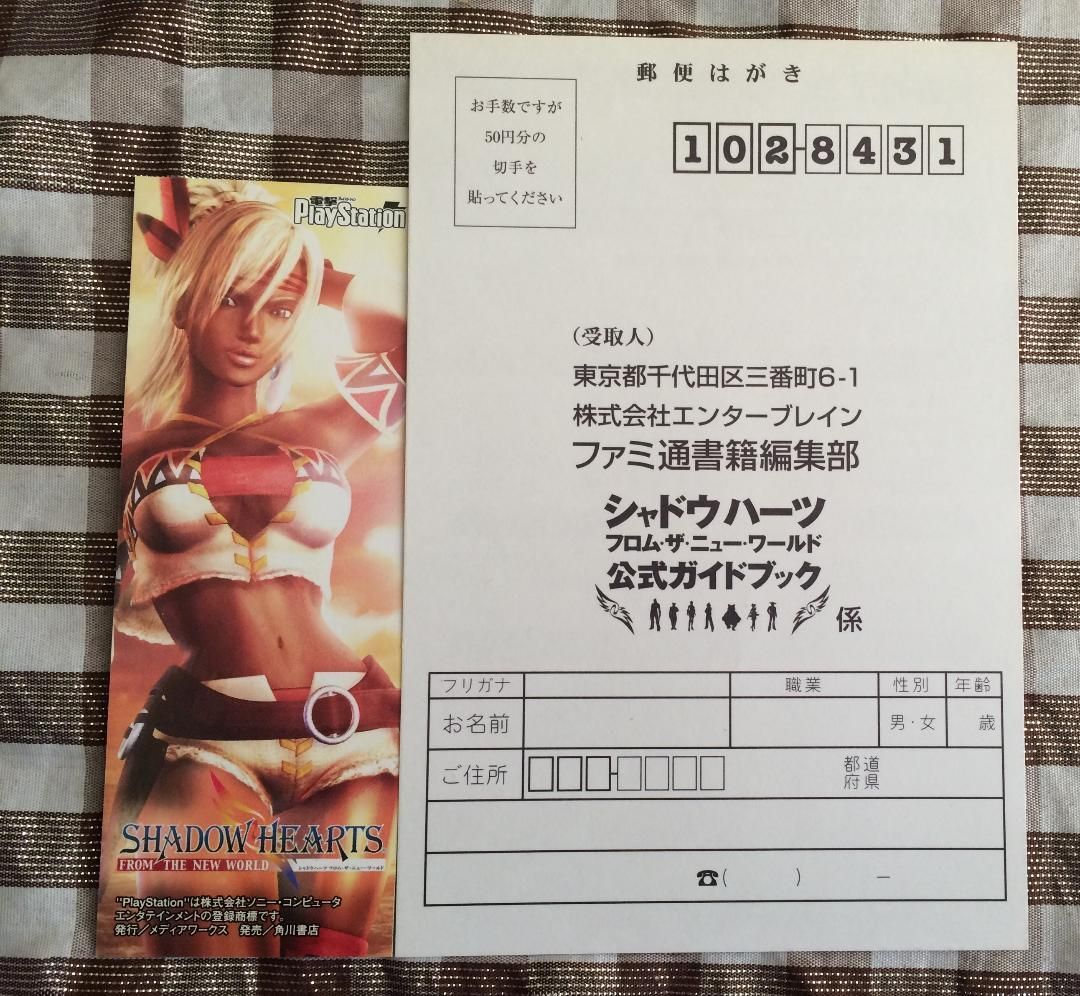 電撃
PlayStation
SHADOW HEARTS
FROM THE NEW WORLD
シャドウハーツ フロム・ザ・ニュー・ワールド
"PlayStation"は株式会社ソニー・コンピュータ
エンタテインメントの登録商標です。
発行／メディアワークス 発売／角川書店
郵便はがき
お手数ですが
50円分の
切手を
貼ってください
102-8431
（受取人）
東京都千代田区三番町6-1
株式会社エンターブレイン
ファミ通書籍編集部
シャドウハーツ
フロム・ザ・ニュー・ワールド
公式ガイドブック
係
フリガナ 職業 性別 年齢
お名前 男・女 歳
ご住所 都道
府県
☎( ) －